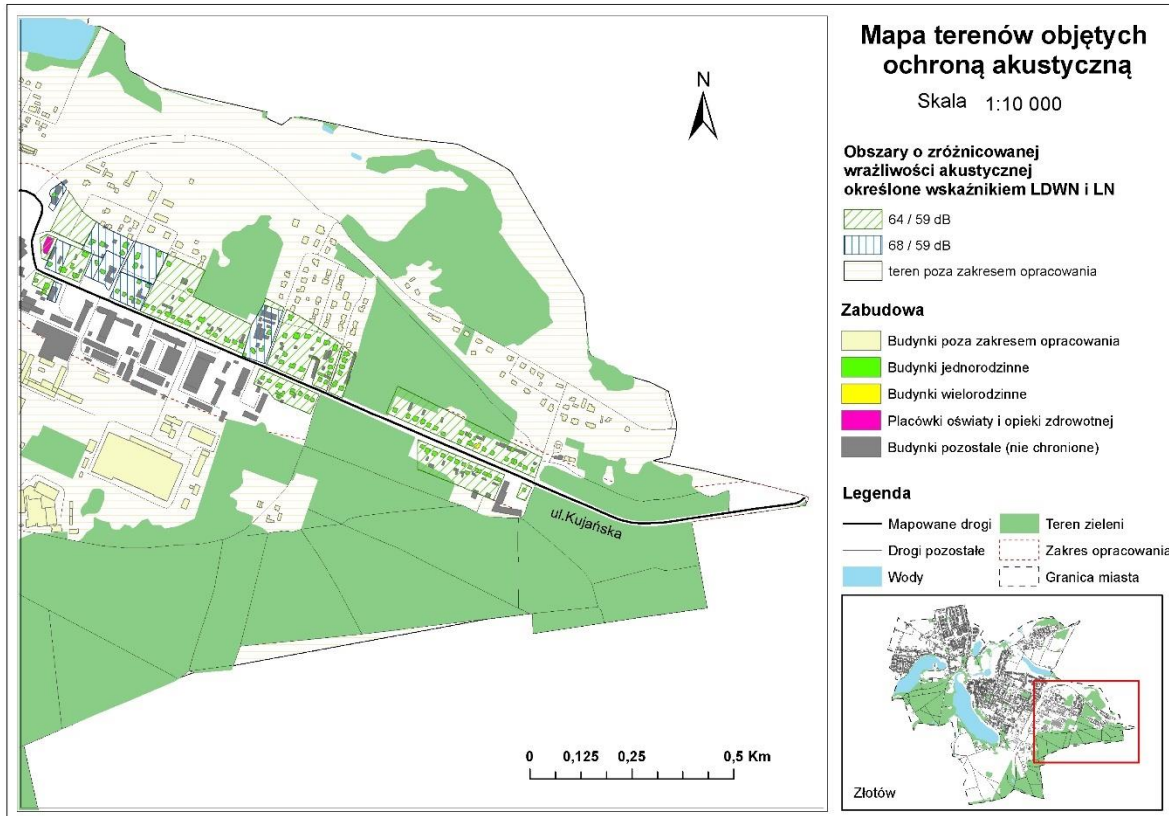 Mapa terenów objętych
ochroną akustyczną
Skala 1:10 000
N
Obszary o zróżnicowanej
wrażliwości akustycznej
określone wskaźnikiem LDWN i LN
64 / 59 dB
68 / 59 dB
teren poza zakresem opracowania
Zabudowa
Budynki poza zakresem opracowania
Budynki jednorodzinne
Budynki wielorodzinne
Placówki oświaty i opieki zdrowotnej
Budynki pozostałe (nie chronione)
Legenda
Mapowane drogi
Teren zieleni
Drogi pozostałe
Zakres opracowania
Wody
Granica miasta
ul.Kujańska
0 0,125 0,25 0,5 Km
Złotów